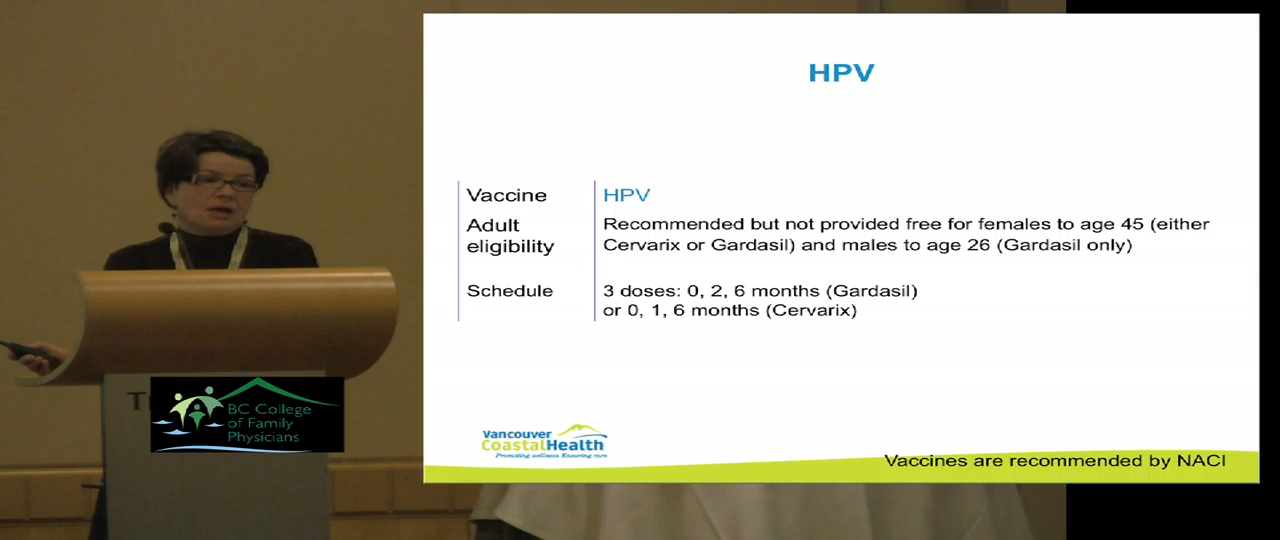 HPV
Vaccine
HPV
Adult
eligibility
Recommended but not provided free for females to age 45 (either
Cervarix or Gardasil) and males to age 26 (Gardasil only)
Schedule
3 doses: 0, 2, 6 months (Gardasil)
or 0, 1, 6 months (Cervarix)
Vancouver
CoastalHealth
Promoting wellness. Ensuring care.
Vaccines are recommended by NACI
BC College
of Family
Physicians